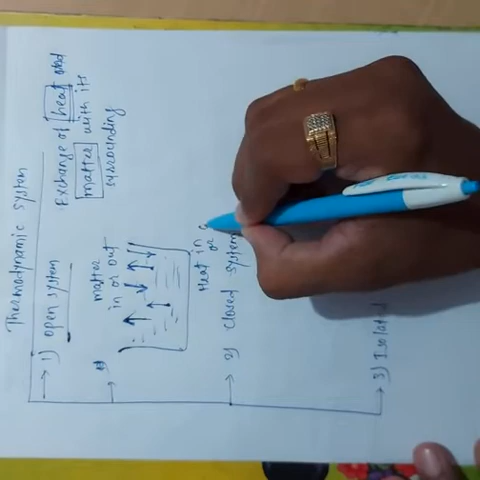 Thermodynamic system
→ 1) open system
Exchange of heat and
matter with its
surrounding
matter
in or out
Heat in
or
→ 2) closed system
→ 3) Isolated